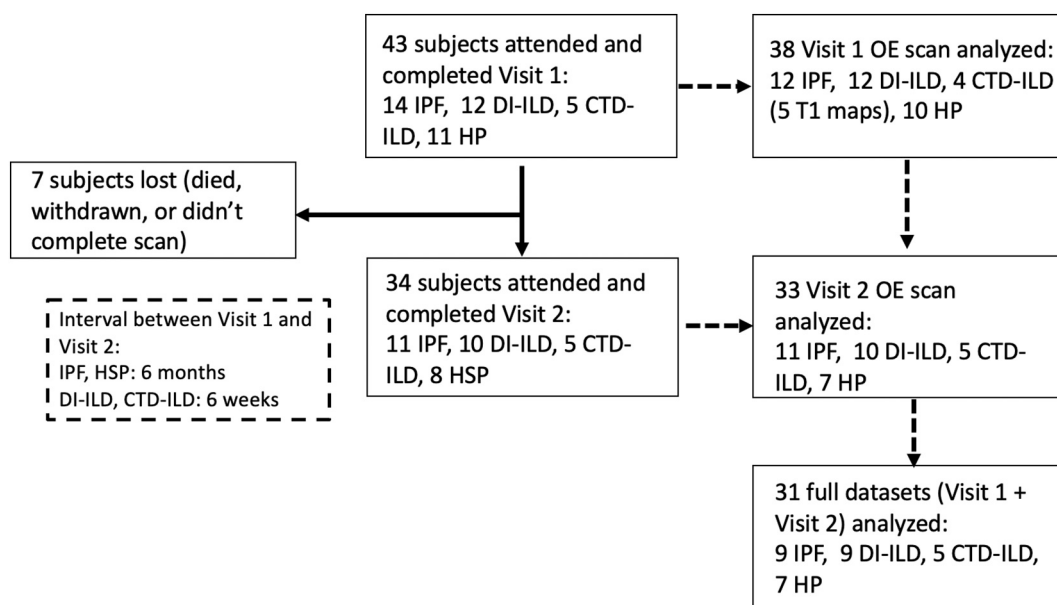 43 subjects attended and
completed Visit 1:
14 IPF, 12 DI-ILD, 5 CTD-
ILD, 11 HP
38 Visit 1 OE scan analyzed:
12 IPF, 12 DI-ILD, 4 CTD-ILD
(5 T1 maps), 10 HP
7 subjects lost (died,
withdrawn, or didn’t
complete scan)
34 subjects attended and
completed Visit 2:
11 IPF, 10 DI-ILD, 5 CTD-
ILD, 8 HSP
33 Visit 2 OE scan
analyzed:
11 IPF, 10 DI-ILD, 5 CTD-
ILD, 7 HP
Interval between Visit 1 and
Visit 2:
IPF, HSP: 6 months
DI-ILD, CTD-ILD: 6 weeks
31 full datasets (Visit 1 +
Visit 2) analyzed:
9 IPF, 9 DI-ILD, 5 CTD-ILD,
7 HP